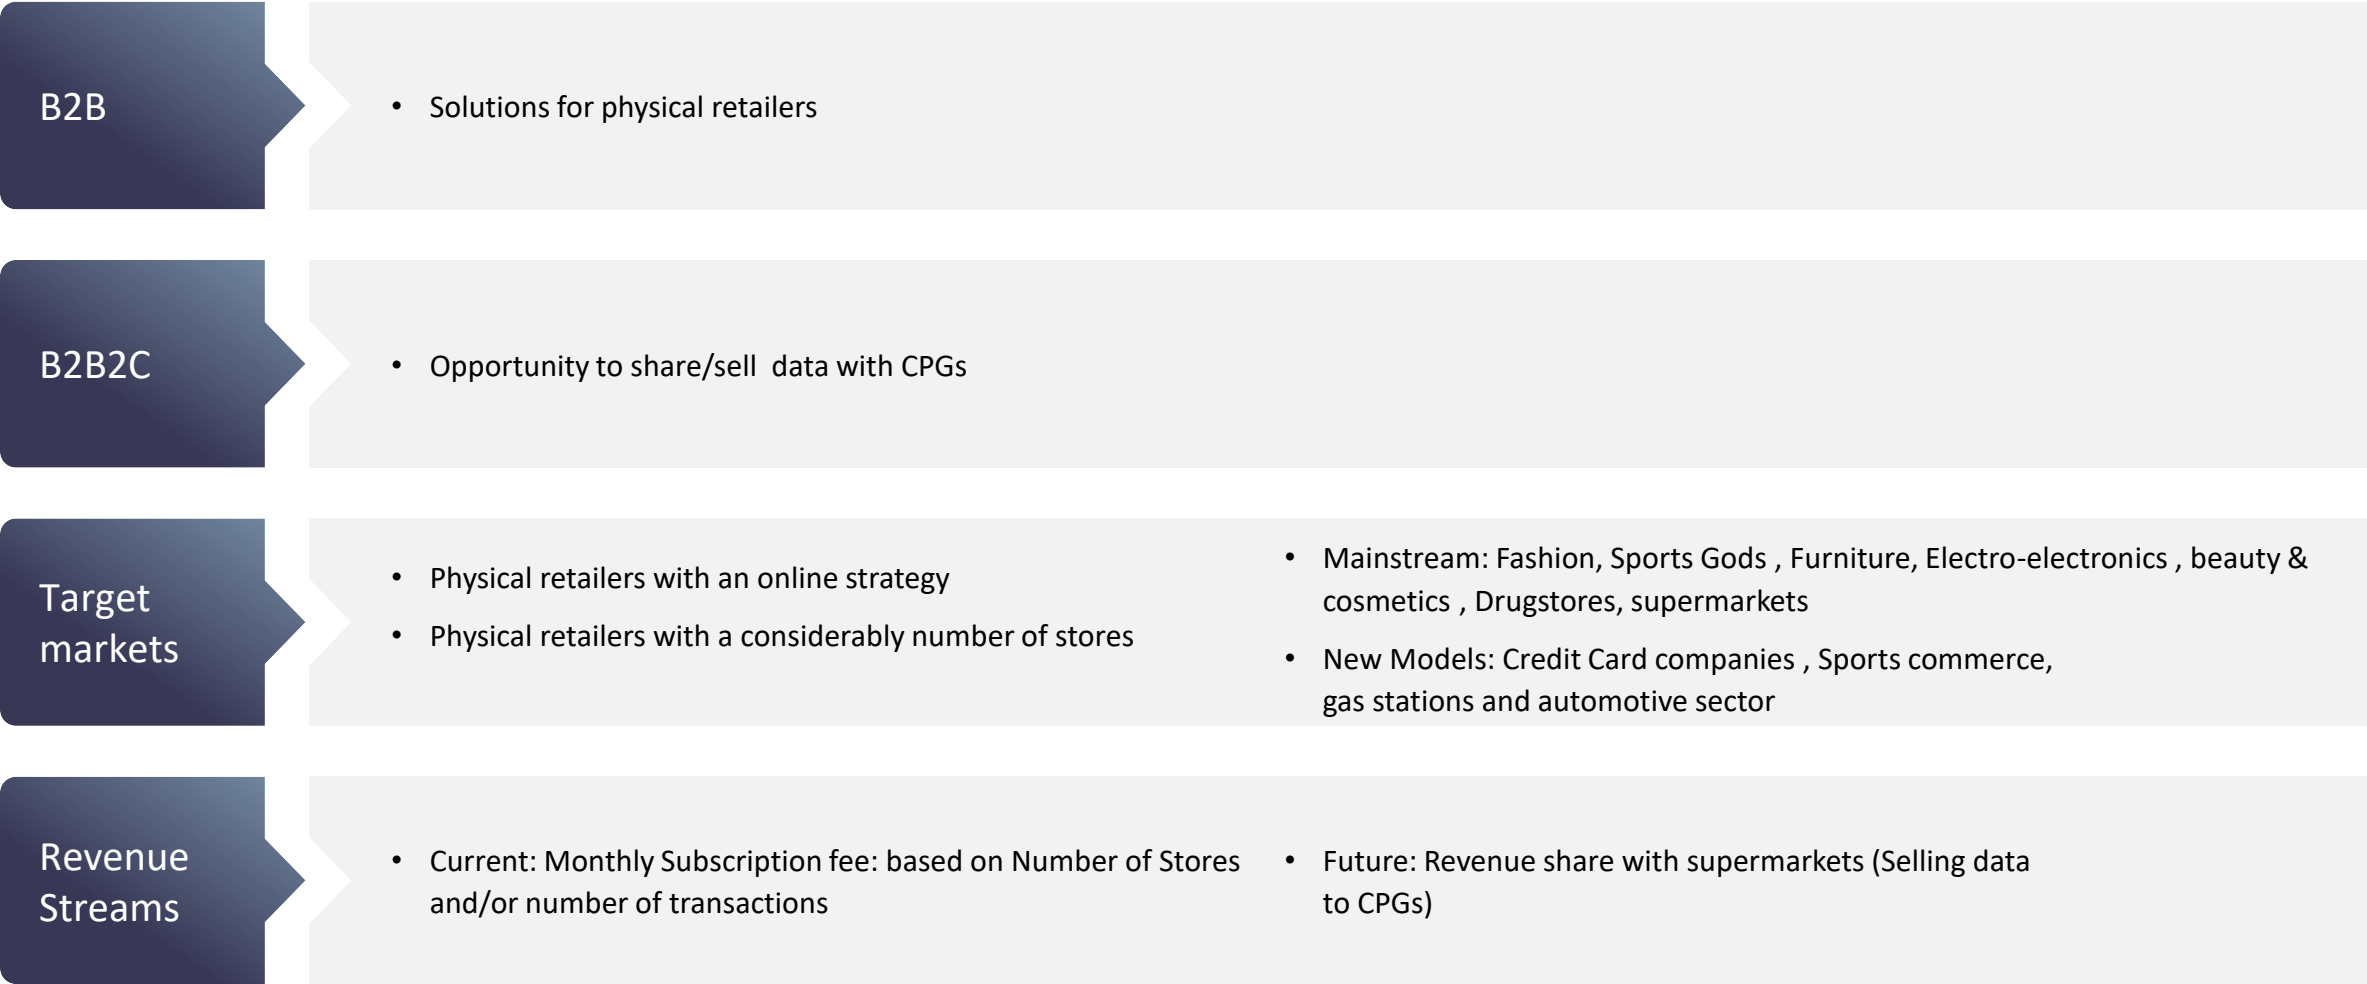 B2B
• Solutions for physical retailers
B2B2C
• Opportunity to share/sell  data with CPGs
Target
markets
• Physical retailers with an online strategy
• Physical retailers with a considerably number of stores
• Mainstream: Fashion, Sports Gods , Furniture, Electro-electronics , beauty &
cosmetics , Drugstores, supermarkets
• New Models: Credit Card companies , Sports commerce,
gas stations and automotive sector
Revenue
Streams
• Current: Monthly Subscription fee: based on Number of Stores
and/or number of transactions
• Future: Revenue share with supermarkets (Selling data
to CPGs)